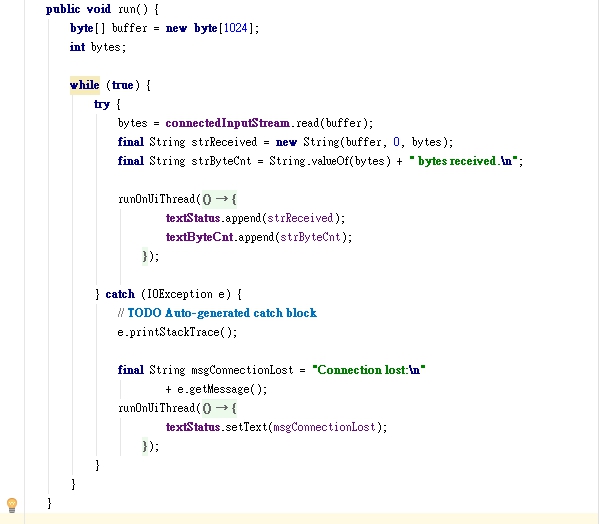 public void run() {
byte[] buffer = new byte[1024];
int bytes;
while (true) {
try {
bytes = connectedInputStream.read(buffer);
final String strReceived = new String(buffer, 0, bytes);
final String strByteCnt = String.valueOf(bytes) + " bytes received.\n";
runOnUiThread(() → {
textStatus.append(strReceived);
textByteCnt.append(strByteCnt);
});
} catch (IOException e) {
// TODO Auto-generated catch block
e.printStackTrace();
final String msgConnectionLost = "Connection lost:\n"
+ e.getMessage();
runOnUiThread(() → {
textStatus.setText(msgConnectionLost);
});
}
}
}